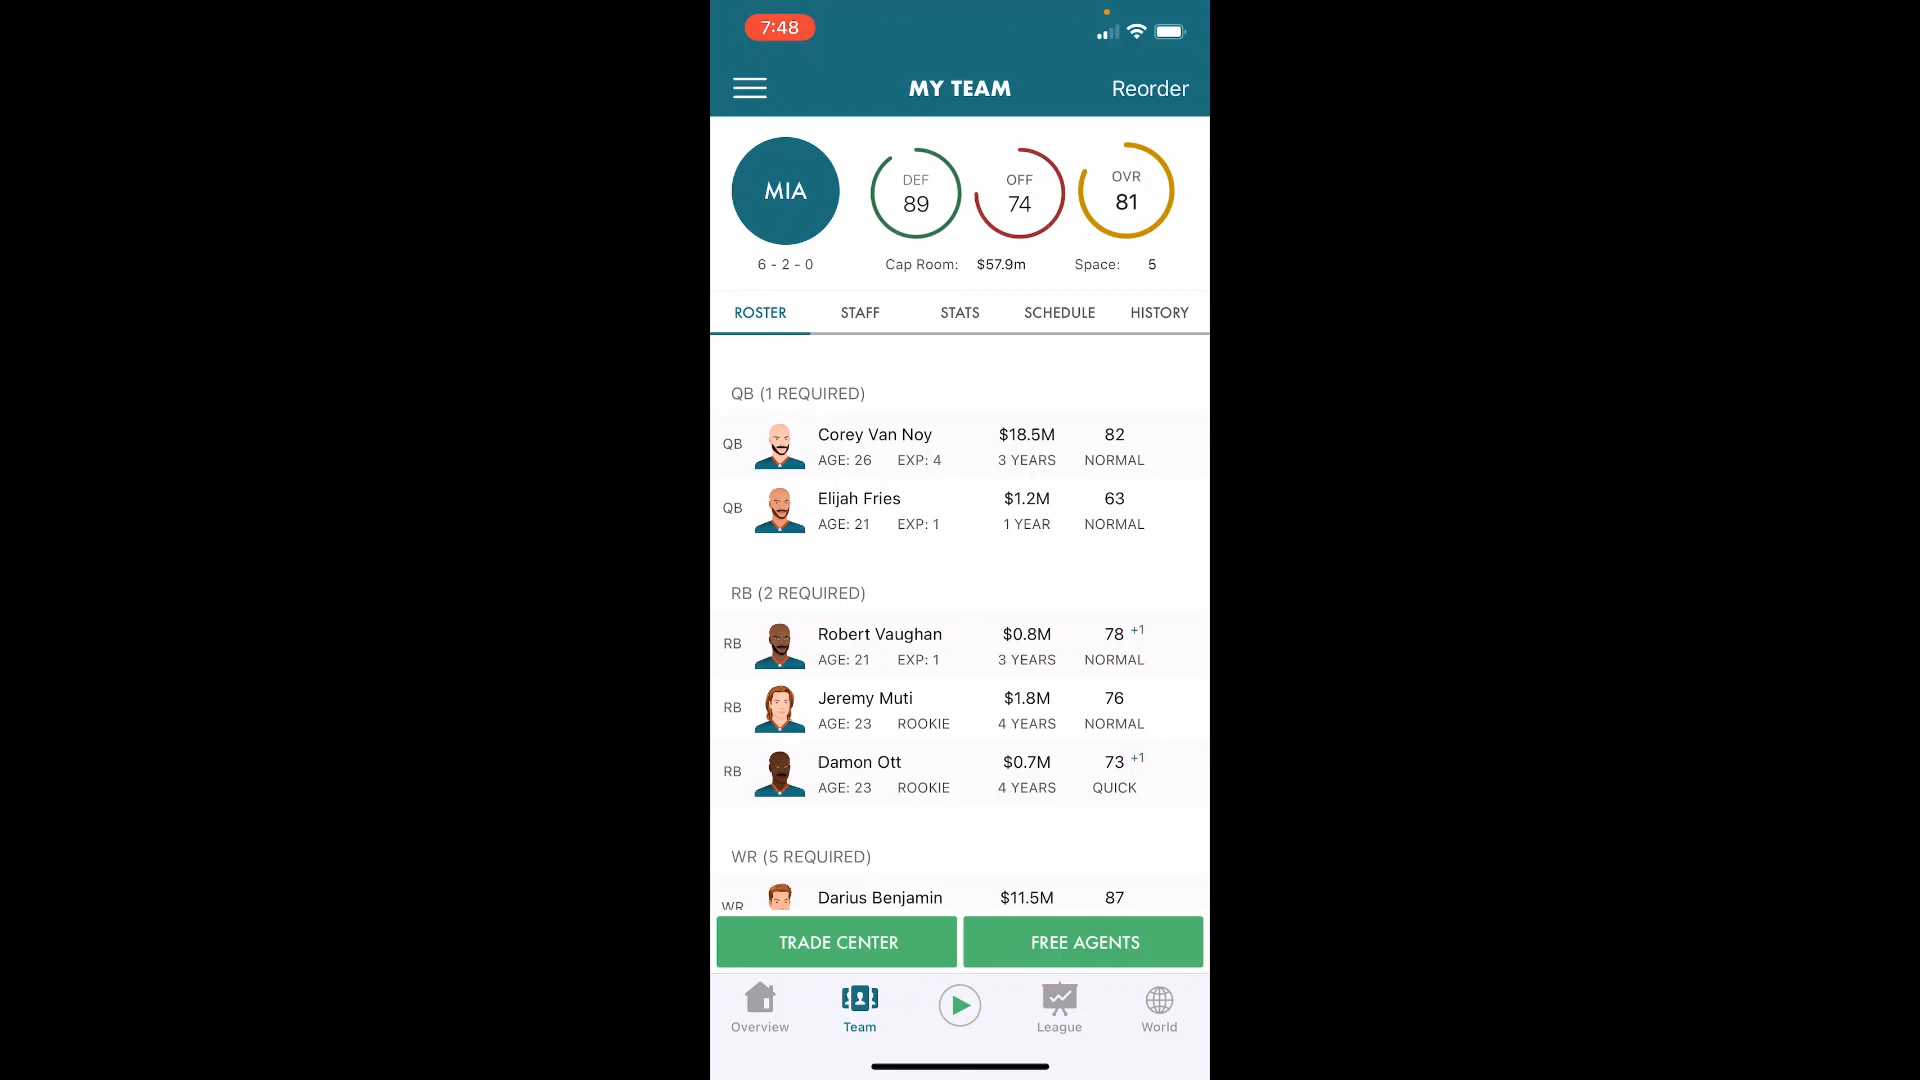 7:48
MY TEAM
Reorder
MIA
DEF
89
OFF
74
OVR
81
6 - 2 - 0
Cap Room: $57.9m
Space: 5
ROSTER STAFF STATS SCHEDULE HISTORY
QB (1 REQUIRED)
QB Corey Van Noy $18.5M 82
AGE: 26 EXP: 4 3 YEARS NORMAL
QB Elijah Fries $1.2M 63
AGE: 21 EXP: 1 1 YEAR NORMAL
RB (2 REQUIRED)
RB Robert Vaughan $0.8M 78 +1
AGE: 21 EXP: 1 3 YEARS NORMAL
RB Jeremy Muti $1.8M 76
AGE: 23 ROOKIE 4 YEARS NORMAL
RB Damon Ott $0.7M 73 +1
AGE: 23 ROOKIE 4 YEARS QUICK
WR (5 REQUIRED)
WR Darius Benjamin $11.5M 87
TRADE CENTER FREE AGENTS
Overview Team League World